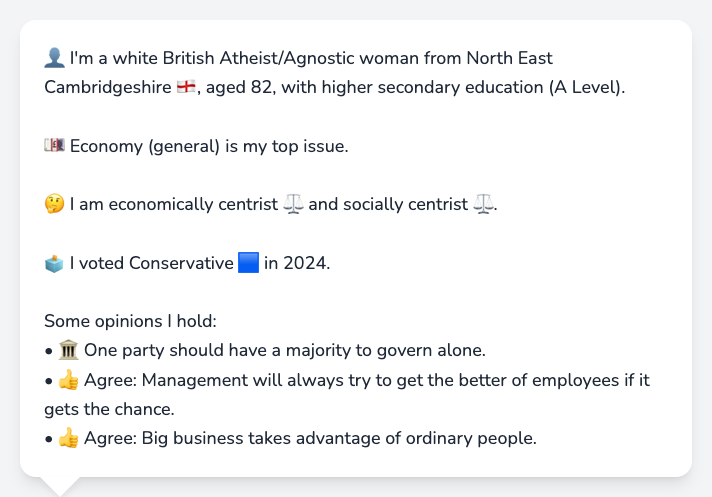 👤 I'm a white British Atheist/Agnostic woman from North East
Cambridgeshire 🏴󠁧󠁢󠁥󠁮󠁧󠁿, aged 82, with higher secondary education (A Level).
💷 Economy (general) is my top issue.
🤔 I am economically centrist ⚖️ and socially centrist ⚖️.
🗳️ I voted Conservative 🟦 in 2024.
Some opinions I hold:
• 🏛️ One party should have a majority to govern alone.
• 👍 Agree: Management will always try to get the better of employees if it
gets the chance.
• 👍 Agree: Big business takes advantage of ordinary people.